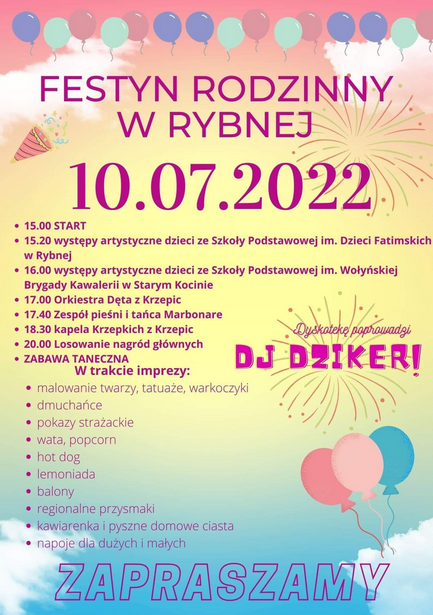 FESTYN RODZINNY
W RYBNEJ
10.07.2022
• 15.00 START
• 15.20 występy artystyczne dzieci ze Szkoły Podstawowej im. Dzieci Fatimskich
w Rybnej
• 16.00 występy artystyczne dzieci ze Szkoły Podstawowej im. Wołyńskiej
Brygady Kawalerii w Starym Kocinie
• 17.00 Orkiestra Dęta z Krzepic
• 17.40 Zespół pieśni i tańca Marbonare
• 18.30 kapela Krzepkich z Krzepic
• 20.00 Losowanie nagród głównych
• ZABAWA TANECZNA
Dyskotekę poprowadzi
DJ DZIKER!
W trakcie imprezy:
• malowanie twarzy, tatuaże, warkoczyki
• dmuchańce
• pokazy strażackie
• wata, popcorn
• hot dog
• lemoniada
• balony
• regionalne przysmaki
• kawiarenka i pyszne domowe ciasta
• napoje dla dużych i małych
ZAPRASZAMY